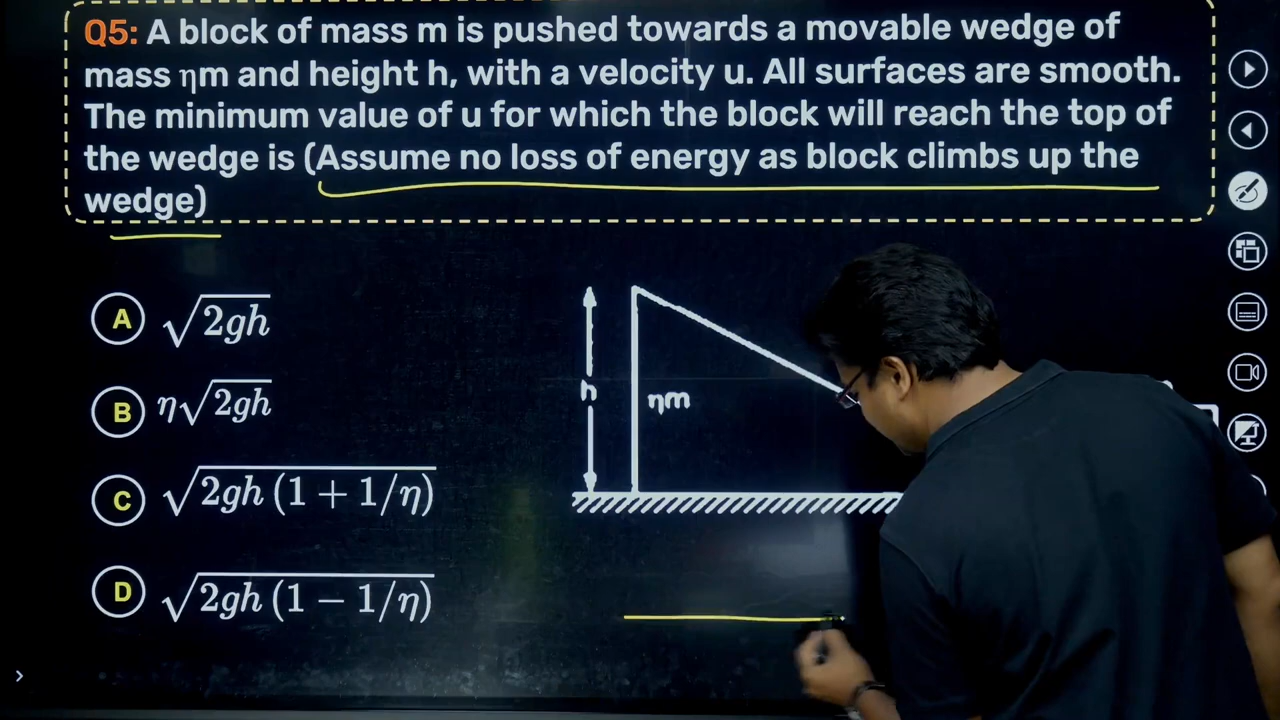 Q5: A block of mass m is pushed towards a movable wedge of
mass ηm and height h, with a velocity u. All surfaces are smooth.
The minimum value of u for which the block will reach the top of
the wedge is (Assume no loss of energy as block climbs up the
wedge)
A √2gh
B η√2gh
C √2gh (1 + 1/η)
D √2gh (1 − 1/η)
h
ηm